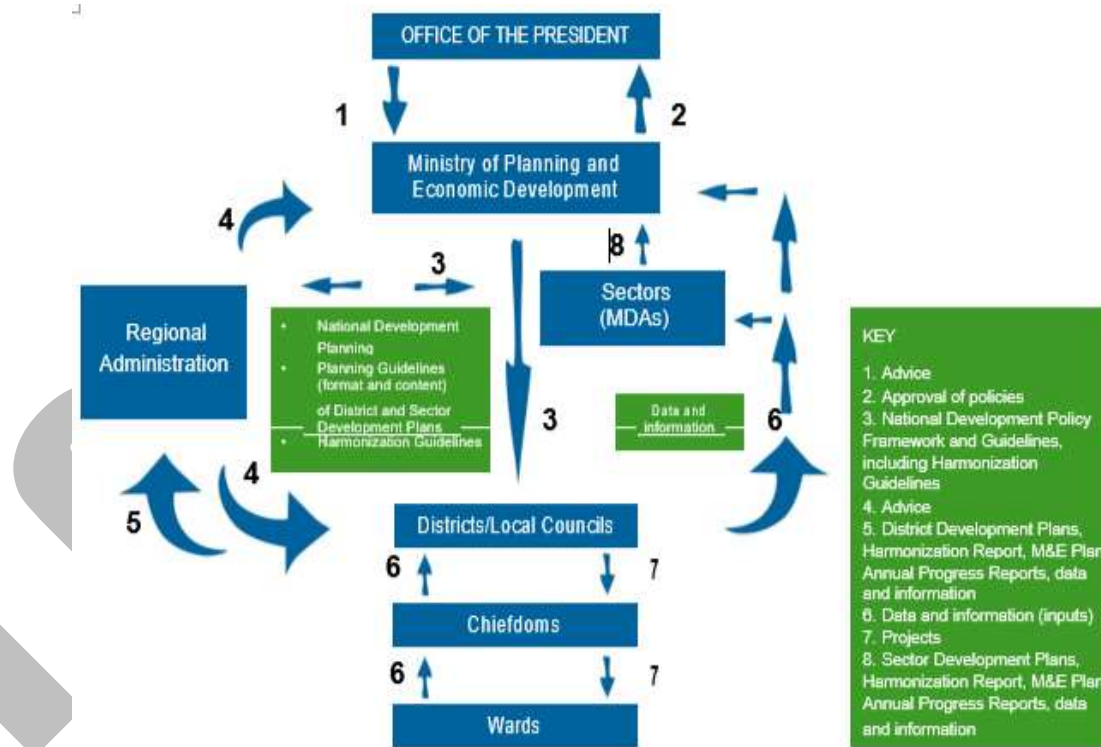 OFFICE OF THE PRESIDENT
1
2
Ministry of Planning and
Economic Development
4
3
8
Sectors
(MDAs)
Regional
Administration
• National Development
Planning
• Planning Guidelines
(format and content)
of District and Sector
Development Plans
• Harmonization Guidelines
3
Data and
information
6
5
4
Districts/Local Councils
6
7
Chiefdoms
6
7
Wards
KEY
1. Advice
2. Approval of policies
3. National Development Policy
Framework and Guidelines,
including Harmonization
Guidelines
4. Advice
5. District Development Plans,
Harmonization Report, M&E Plan
Annual Progress Reports, data
and information
6. Data and information (inputs)
7. Projects
8. Sector Development Plans,
Harmonization Report, M&E Plan
Annual Progress Reports, data
and information